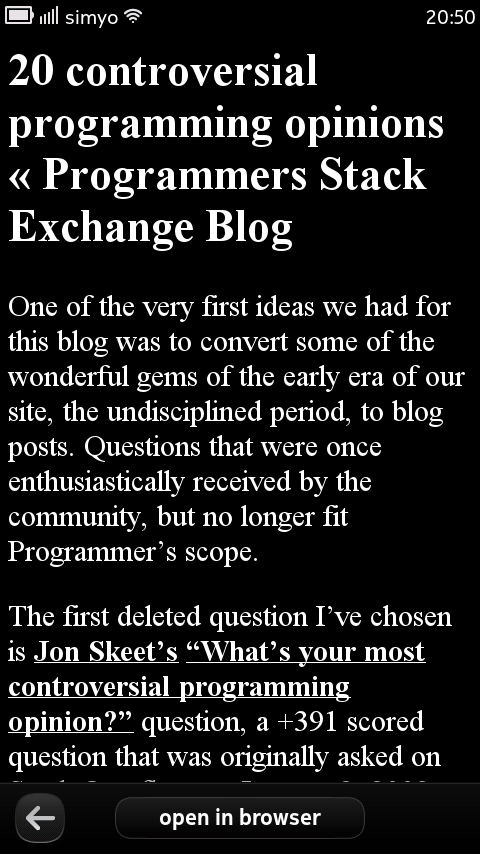 simyo
20:50
20 controversial
programming opinions
« Programmers Stack
Exchange Blog
One of the very first ideas we had for
this blog was to convert some of the
wonderful gems of the early era of our
site, the undisciplined period, to blog
posts. Questions that were once
enthusiastically received by the
community, but no longer fit
Programmer’s scope.
The first deleted question I’ve chosen
is Jon Skeet’s “What’s your most
controversial programming
opinion?” question, a +391 scored
question that was originally asked on
open in browser